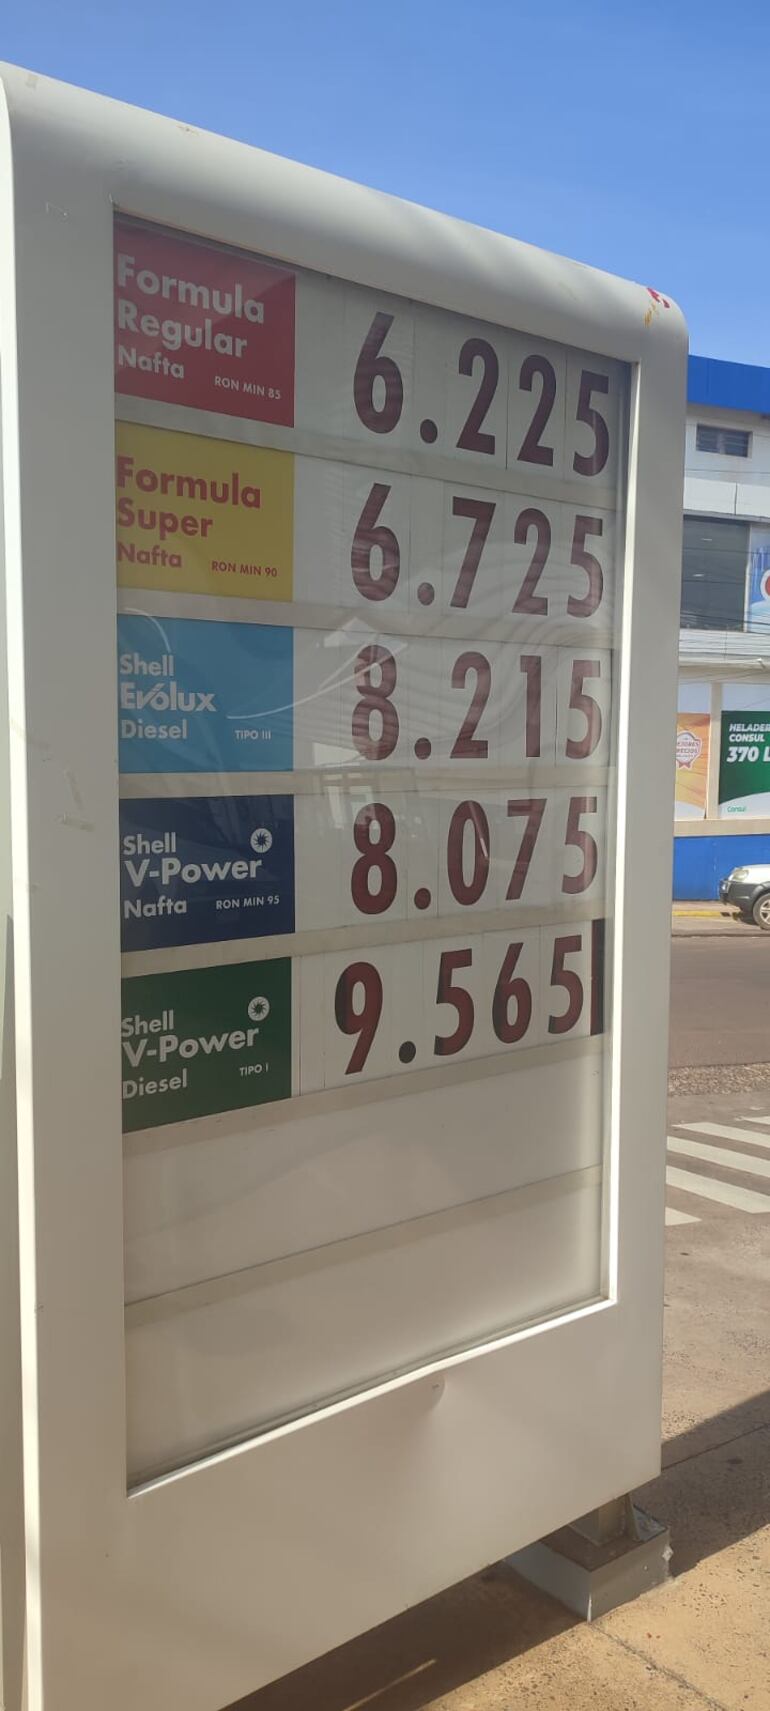 Formula
Regular
Nafta RON MIN 85
6.225
Formula
Super
Nafta RON MIN 90
6.725
Shell
Evólux
Diesel TIPO III
8.215
Shell
V-Power
Nafta RON MIN 95
8.075
Shell
V-Power
Diesel TIPO I
9.565
HELADER
CONSUL
370 L
Consul